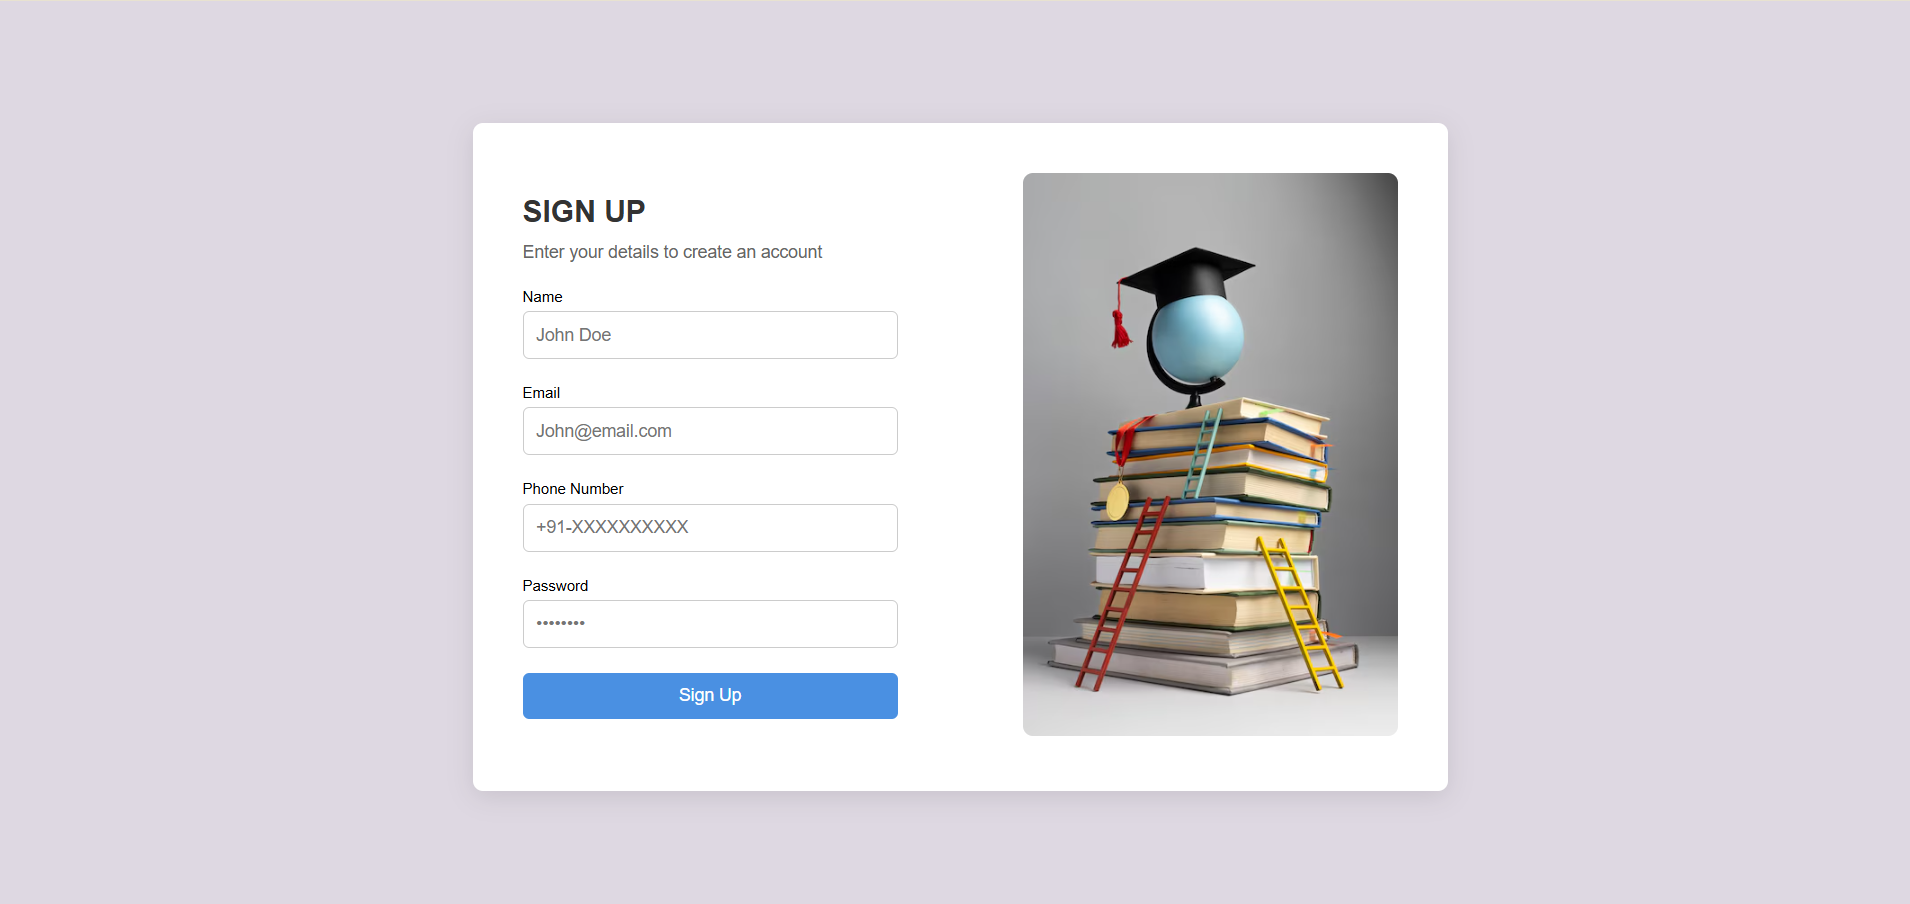 SIGN UP
Enter your details to create an account
Name
John Doe
Email
John@email.com
Phone Number
+91-XXXXXXXXXX
Password
••••••••
Sign Up